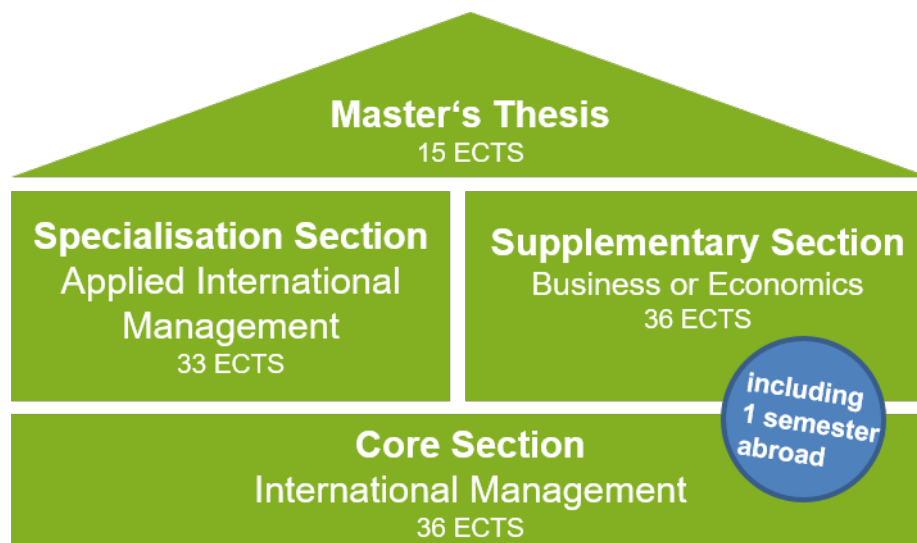 Master‘s Thesis
15 ECTS
Specialisation Section
Applied International
Management
33 ECTS
Supplementary Section
Business or Economics
36 ECTS
including
1 semester
abroad
Core Section
International Management
36 ECTS